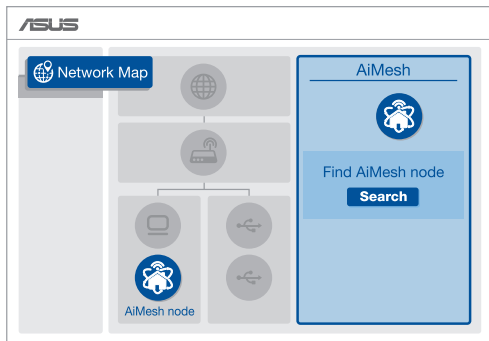 ASUS
Network Map
AiMesh
Find AiMesh node
Search
AiMesh node